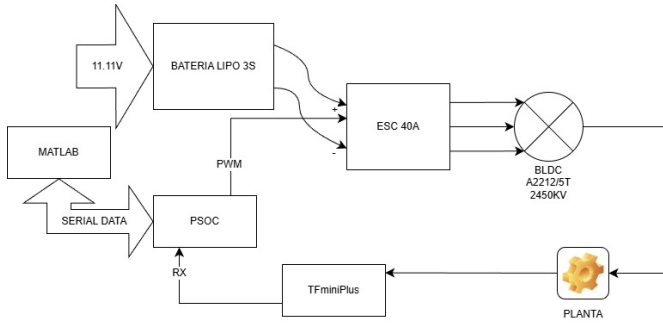 11.11V
BATERIA LIPO 3S
+
-
ESC 40A
BLDC
A2212/5T
2450KV
MATLAB
PWM
SERIAL DATA
PSOC
RX
TFminiPlus
PLANTA